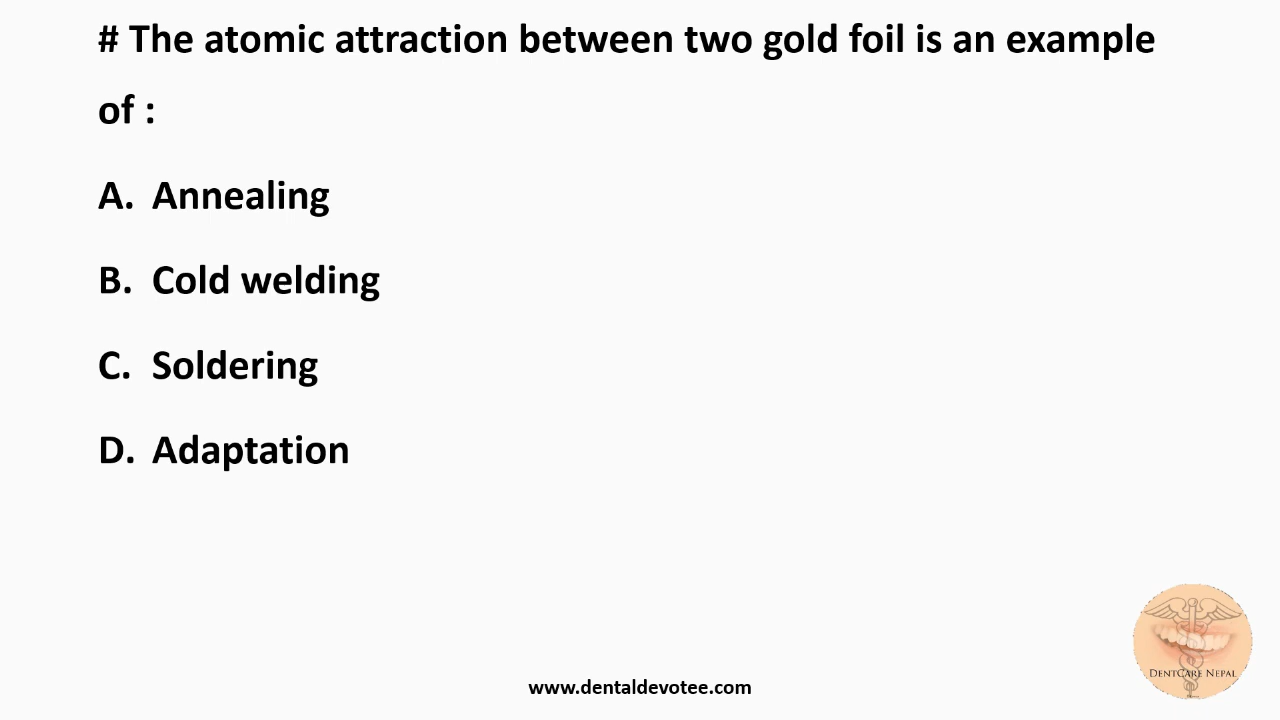 # The atomic attraction between two gold foil is an example
of :
A. Annealing
B. Cold welding
C. Soldering
D. Adaptation
DentCare Nepal
www.dentaldevotee.com